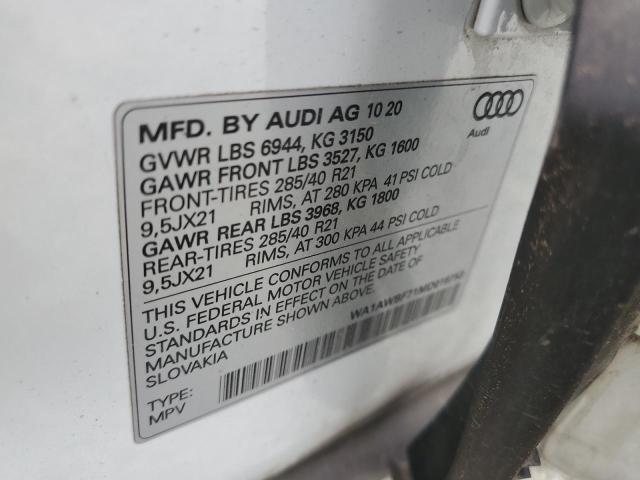 MFD. BY AUDI AG 10 20
GVWR LBS 6944, KG 3150
GAWR FRONT LBS 3527, KG 1600
FRONT-TIRES 285/40 R21
9,5JX21 RIMS, AT 280 KPA 41 PSI COLD
GAWR REAR LBS 3968, KG 1800
REAR-TIRES 285/40 R21
9,5JX21 RIMS, AT 300 KPA 44 PSI COLD
THIS VEHICLE CONFORMS TO ALL APPLICABLE
U.S. FEDERAL MOTOR VEHICLE SAFETY
STANDARDS IN EFFECT ON THE DATE OF
MANUFACTURE SHOWN ABOVE.
SLOVAKIA
TYPE:
MPV
Audi